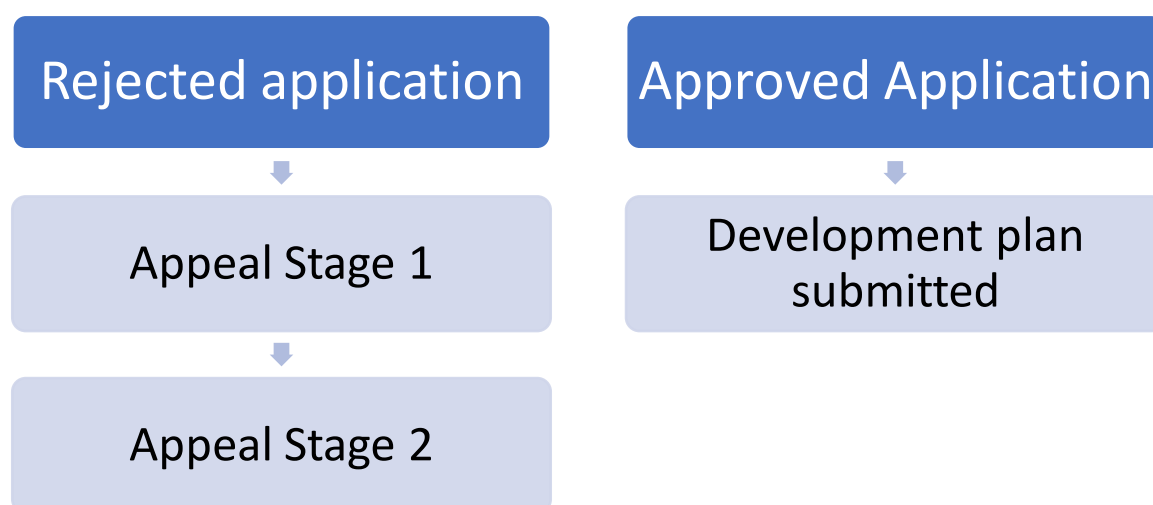 Rejected application
Appeal Stage 1
Appeal Stage 2
Approved Application
Development plan
submitted